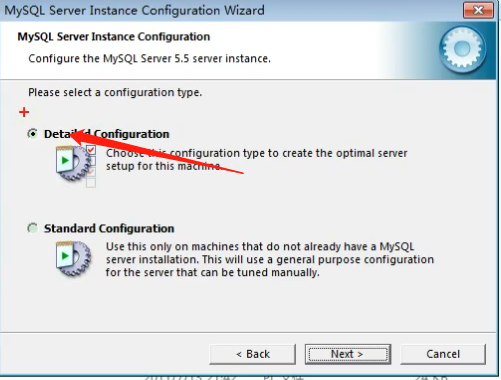 MySQL Server Instance Configuration Wizard
MySQL Server Instance Configuration
Configure the MySQL Server 5.5 server instance.
Please select a configuration type.
Detailed Configuration
Choose this configuration type to create the optimal server
setup for this machine.
Standard Configuration
Use this only on machines that do not already have a MySQL
server installation. This will use a general purpose configuration
for the server that can be tuned manually.
< Back Next > Cancel